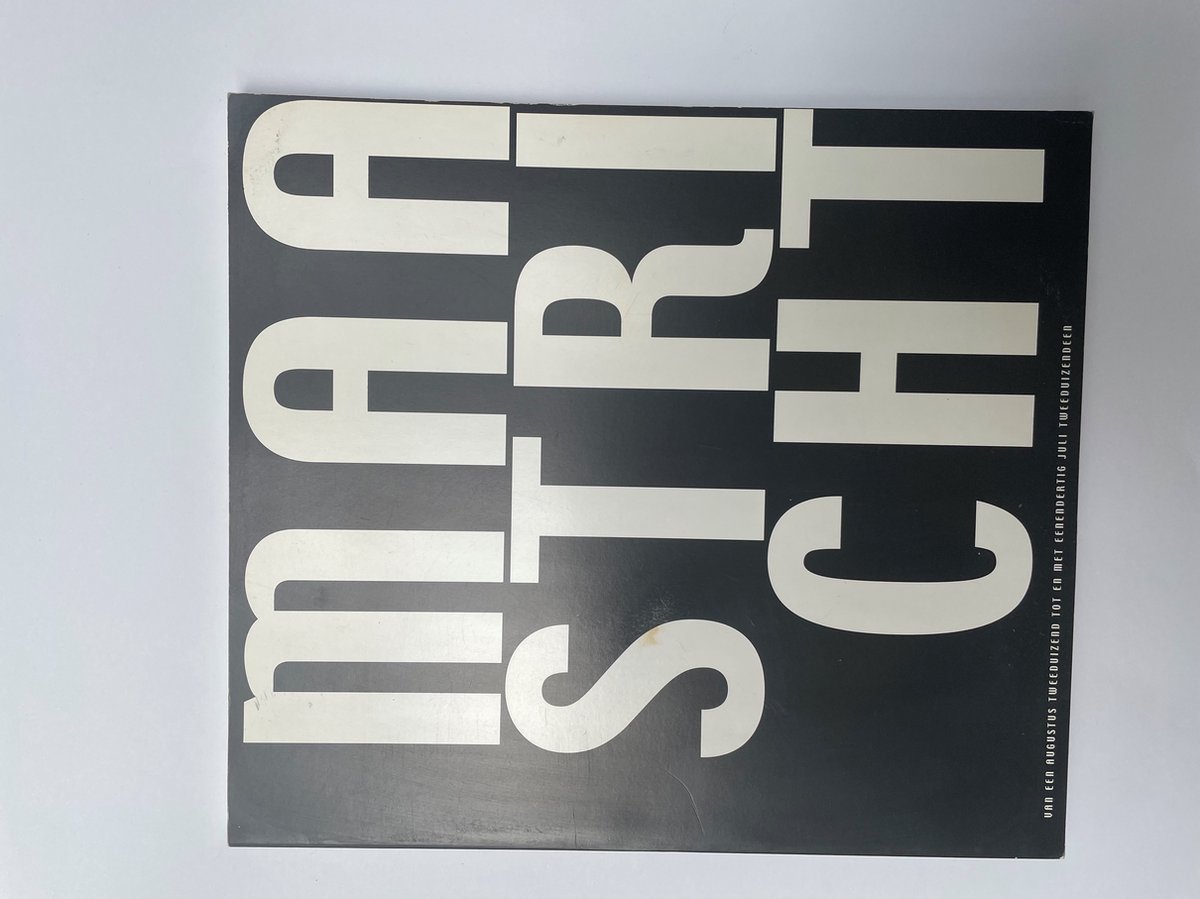 mAA
STRI
CHT
VAN EEN AUGUSTUS TWEEDUIZEND TOT EN MET EENENDERTIG JULI TWEEDUIZENDEEN